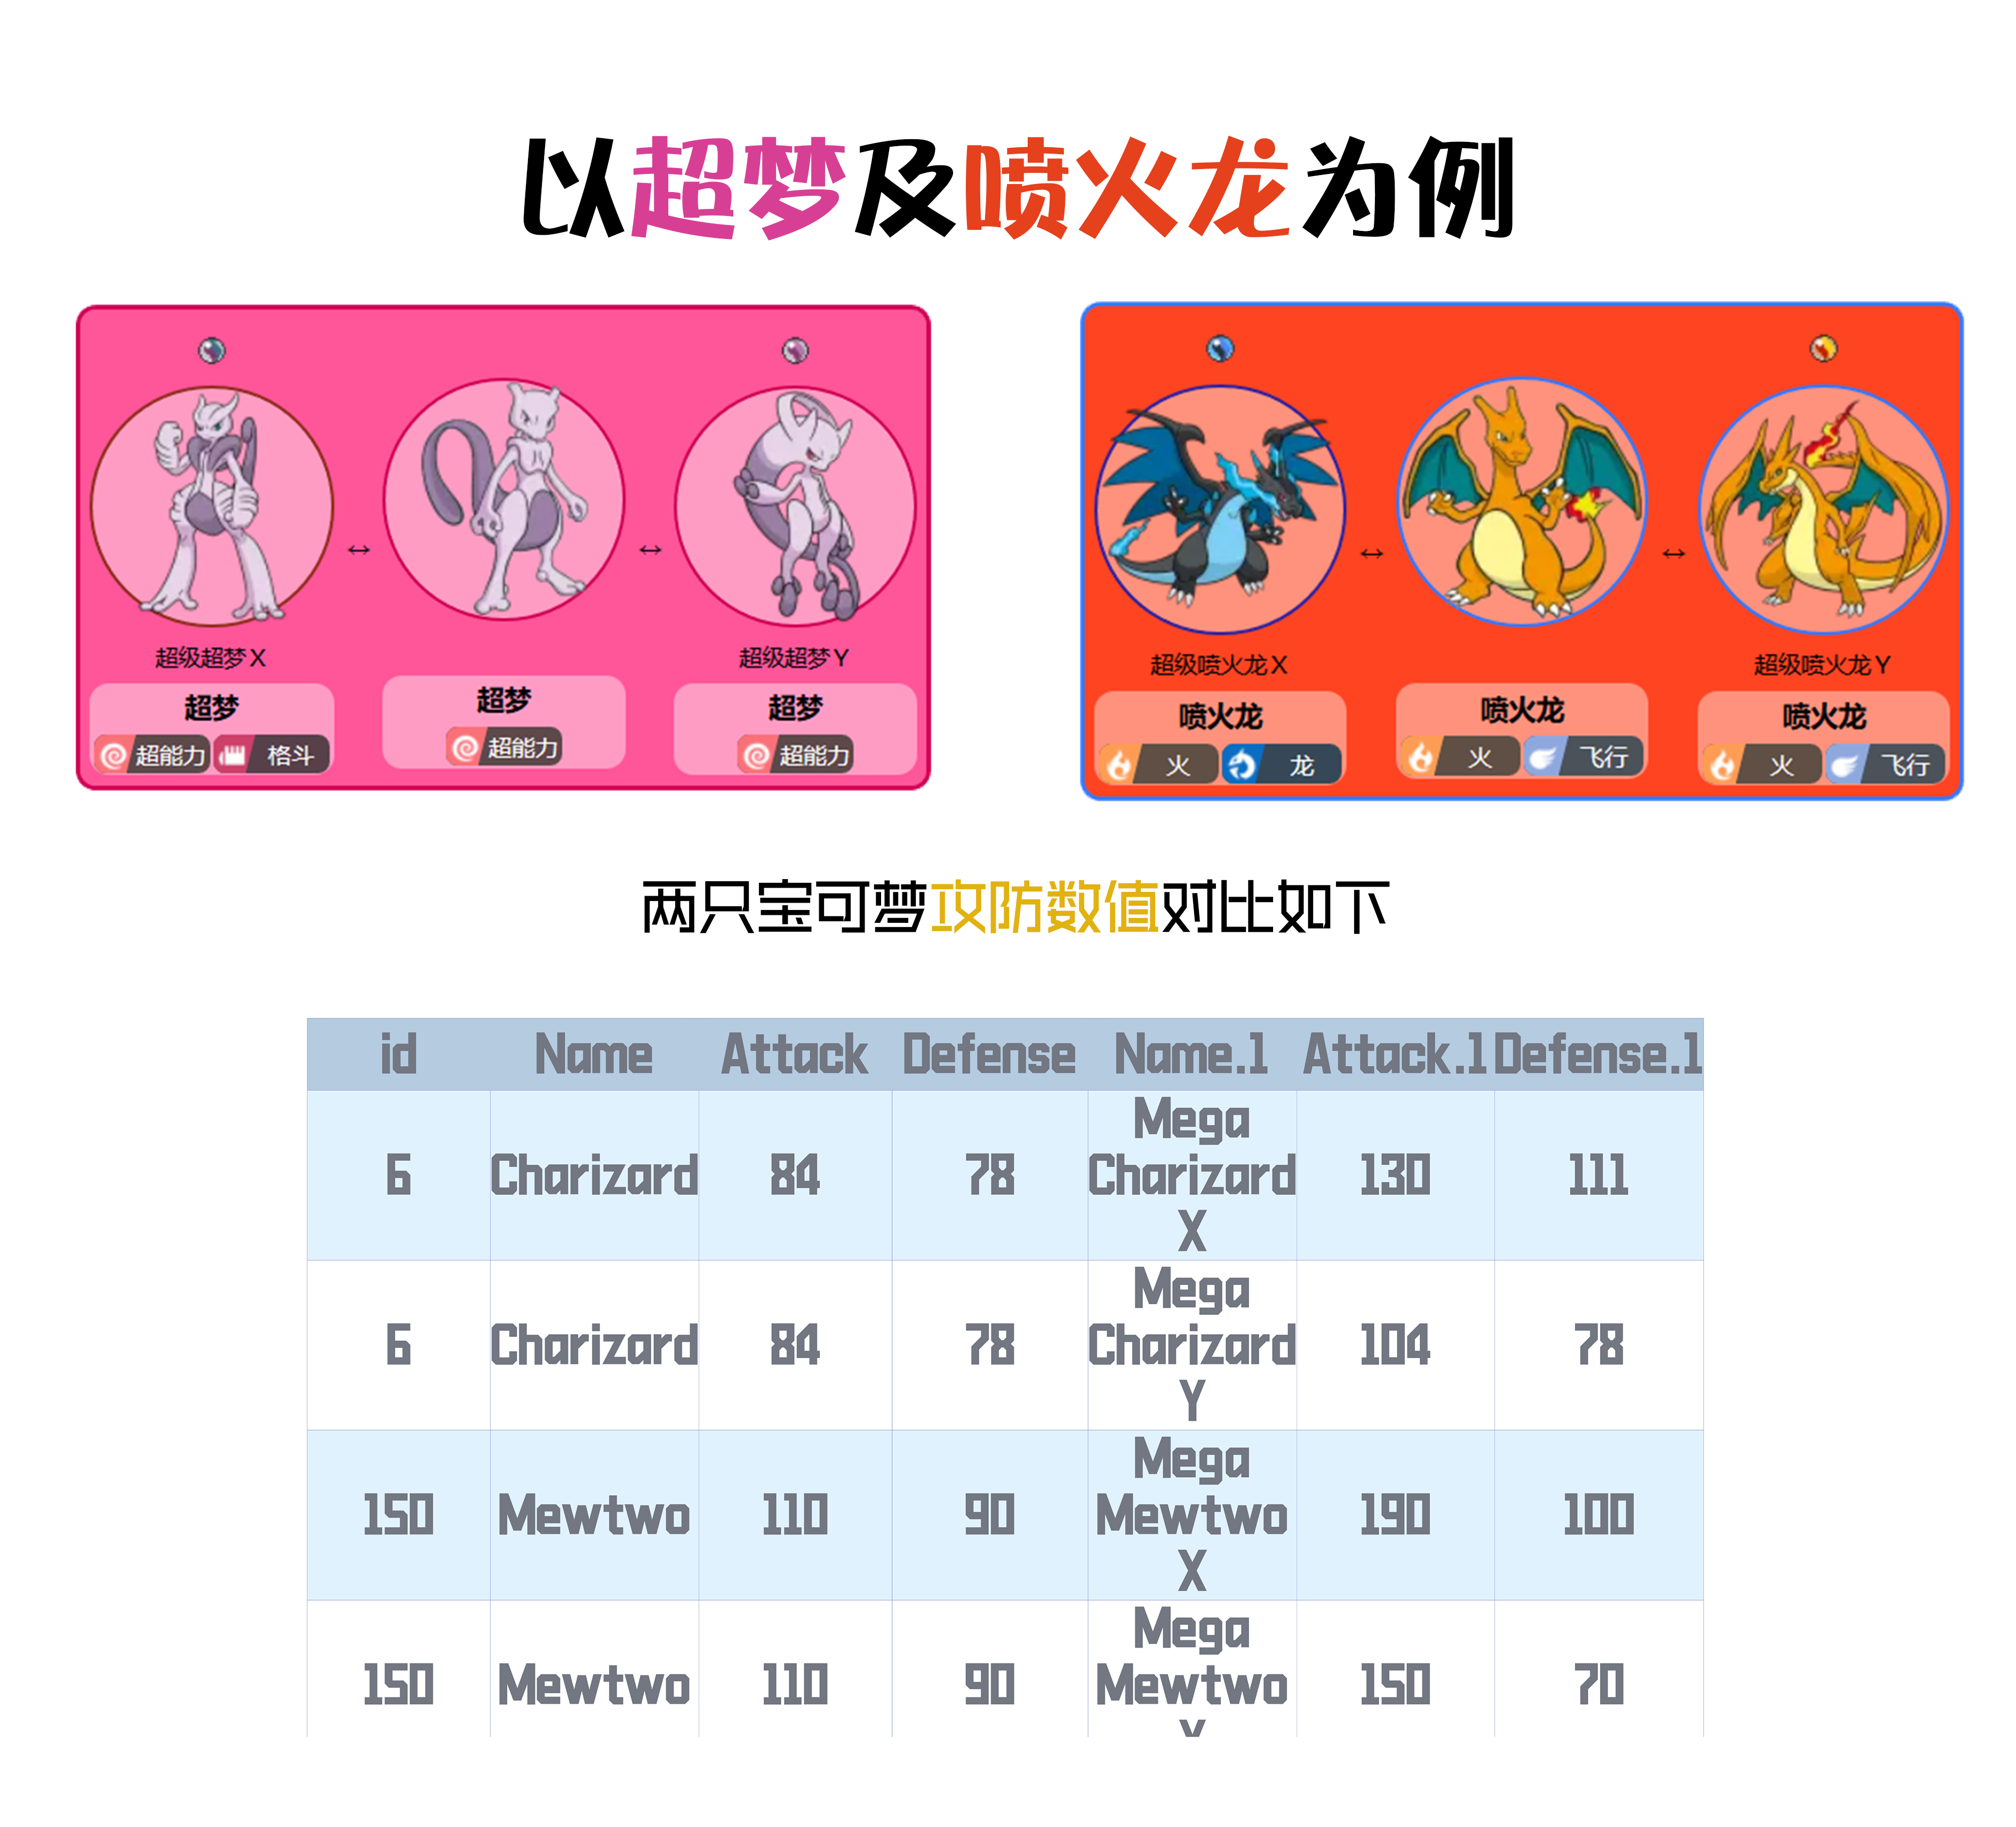 以超梦及喷火龙为例
超级超梦X
超级超梦Y
超梦
超能力 格斗
超梦
超能力
超梦
超能力
超级喷火龙X
超级喷火龙Y
喷火龙
火 龙
喷火龙
火 飞行
喷火龙
火 飞行
两只宝可梦攻防数值对比如下
id Name Attack Defense Name.1 Attack.1 Defense.1
6 Charizard 84 78 Mega Charizard X 130 111
6 Charizard 84 78 Mega Charizard Y 104 78
150 Mewtwo 110 90 Mega Mewtwo X 190 100
150 Mewtwo 110 90 Mega Mewtwo Y 150 70